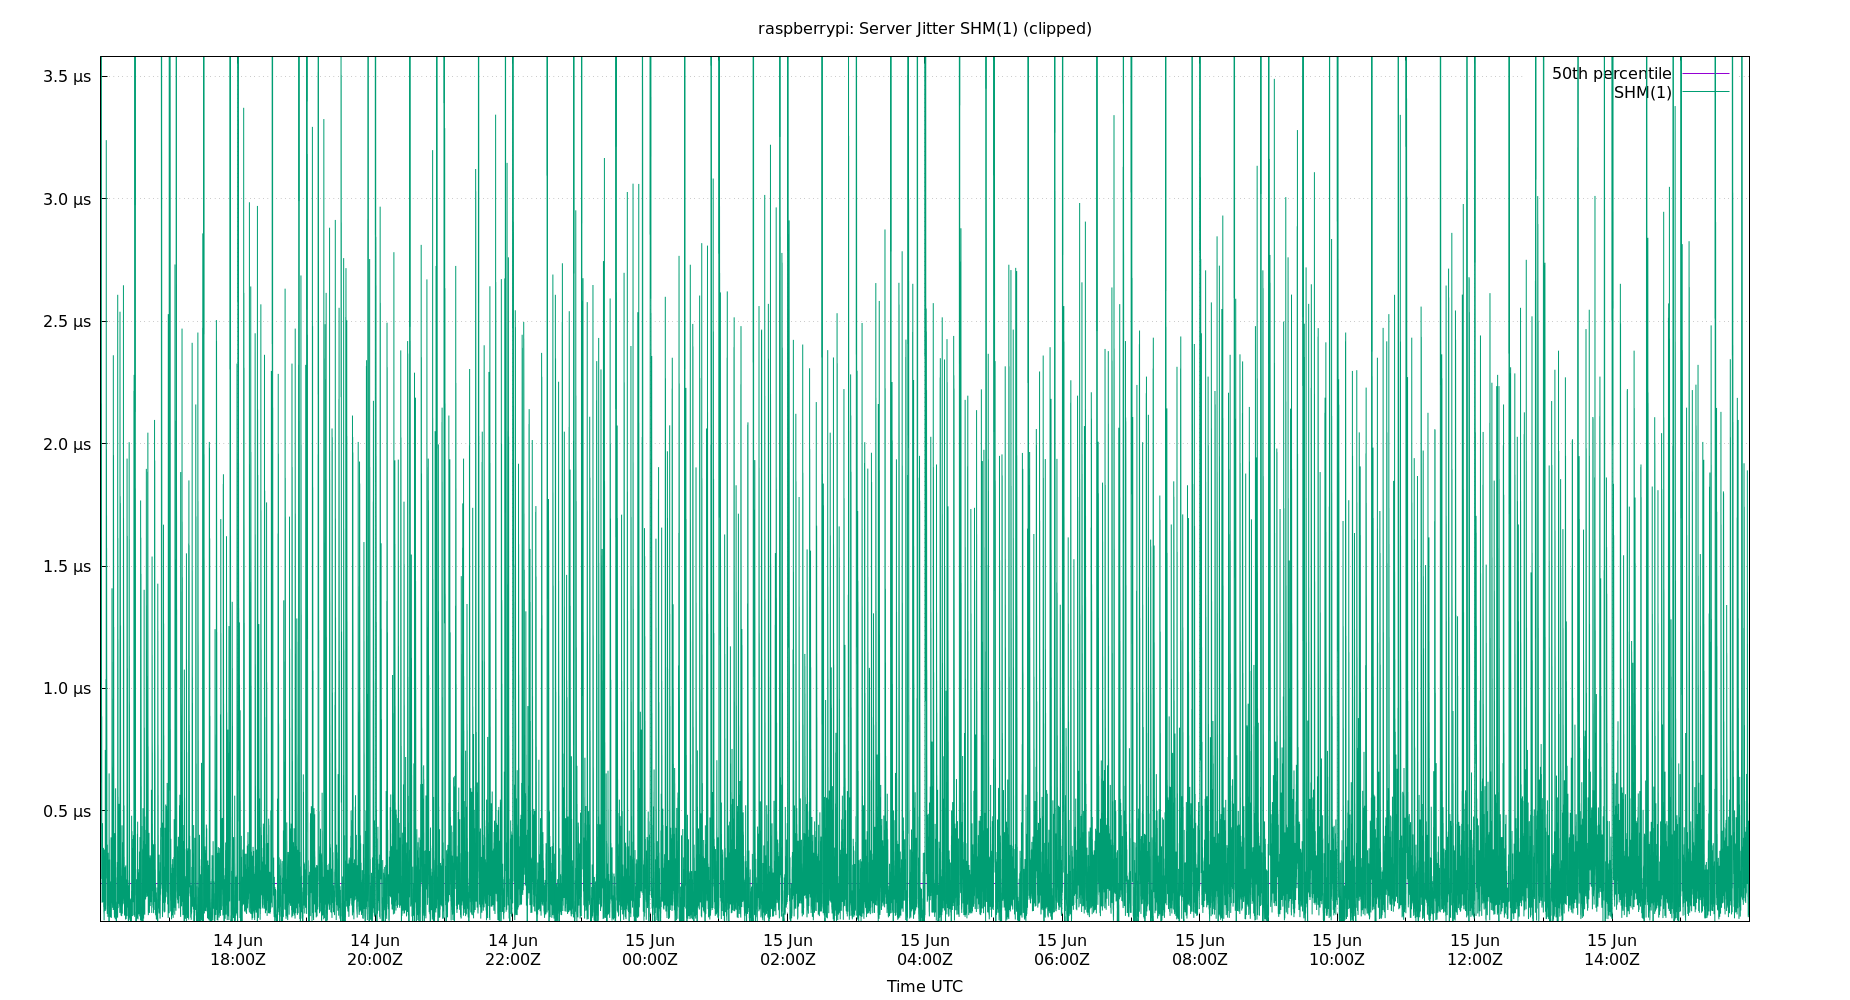 raspberrypi: Server Jitter SHM(1) (clipped)
50th percentile
SHM(1)
3.5 µs
3.0 µs
2.5 µs
2.0 µs
1.5 µs
1.0 µs
0.5 µs
14 Jun 14 Jun 14 Jun 15 Jun 15 Jun 15 Jun 15 Jun 15 Jun 15 Jun 15 Jun 15 Jun
18:00Z 20:00Z 22:00Z 00:00Z 02:00Z 04:00Z 06:00Z 08:00Z 10:00Z 12:00Z 14:00Z
Time UTC